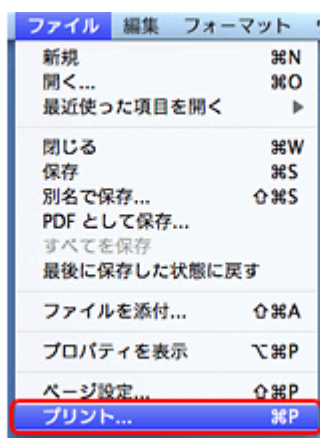 ファイル 編集 フォーマット
新規 ⌘N
開く... ⌘O
最近使った項目を開く ▶
閉じる ⌘W
保存 ⌘S
別名で保存... ⇧⌘S
PDF として保存...
すべてを保存
最後に保存した状態に戻す
ファイルを添付... ⇧⌘A
プロパティを表示 ⌥⌘P
ページ設定... ⇧⌘P
プリント... ⌘P